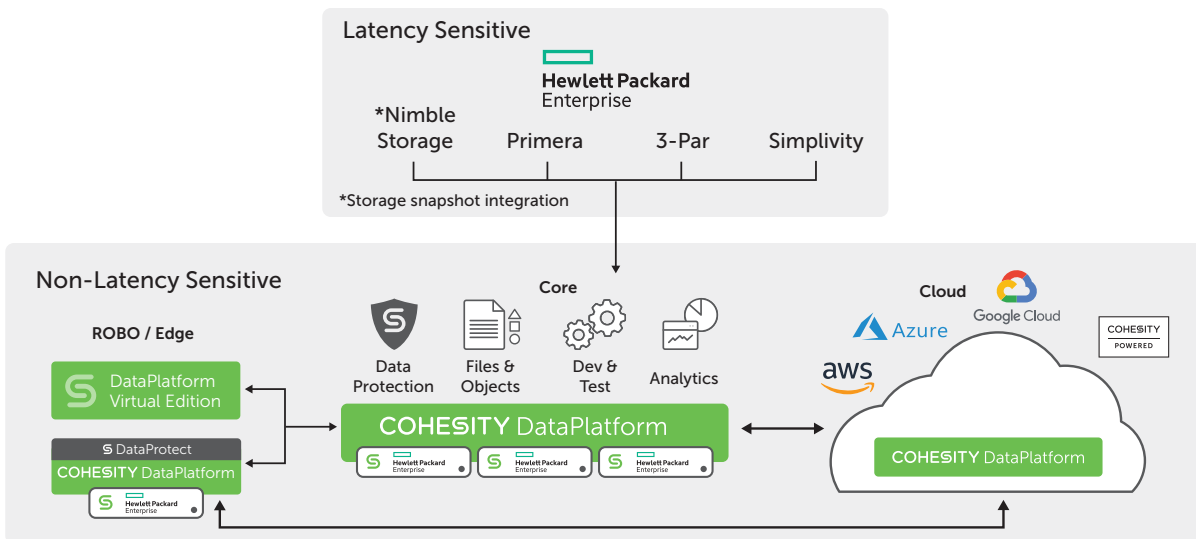 Latency Sensitive
Hewlett Packard
Enterprise
*Nimble
Storage
Primera
3-Par
Simplivity
*Storage snapshot integration
Non-Latency Sensitive
ROBO / Edge
DataPlatform
Virtual Edition
DataProtect
COHESITY DataPlatform
Hewlett Packard
Enterprise
Core
Data
Protection
Files &
Objects
Dev &
Test
Analytics
COHESITY DataPlatform
Hewlett Packard
Enterprise
Hewlett Packard
Enterprise
Hewlett Packard
Enterprise
Cloud
Google Cloud
Azure
aws
COHESITY
POWERED
COHESITY DataPlatform